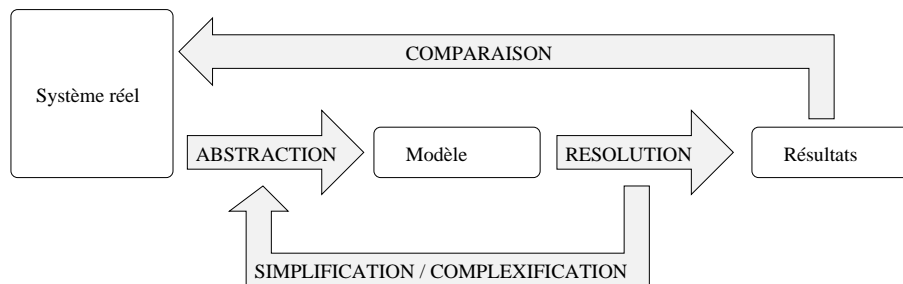 COMPARAISON
Système réel
ABSTRACTION
Modèle
RESOLUTION
Résultats
SIMPLIFICATION / COMPLEXIFICATION